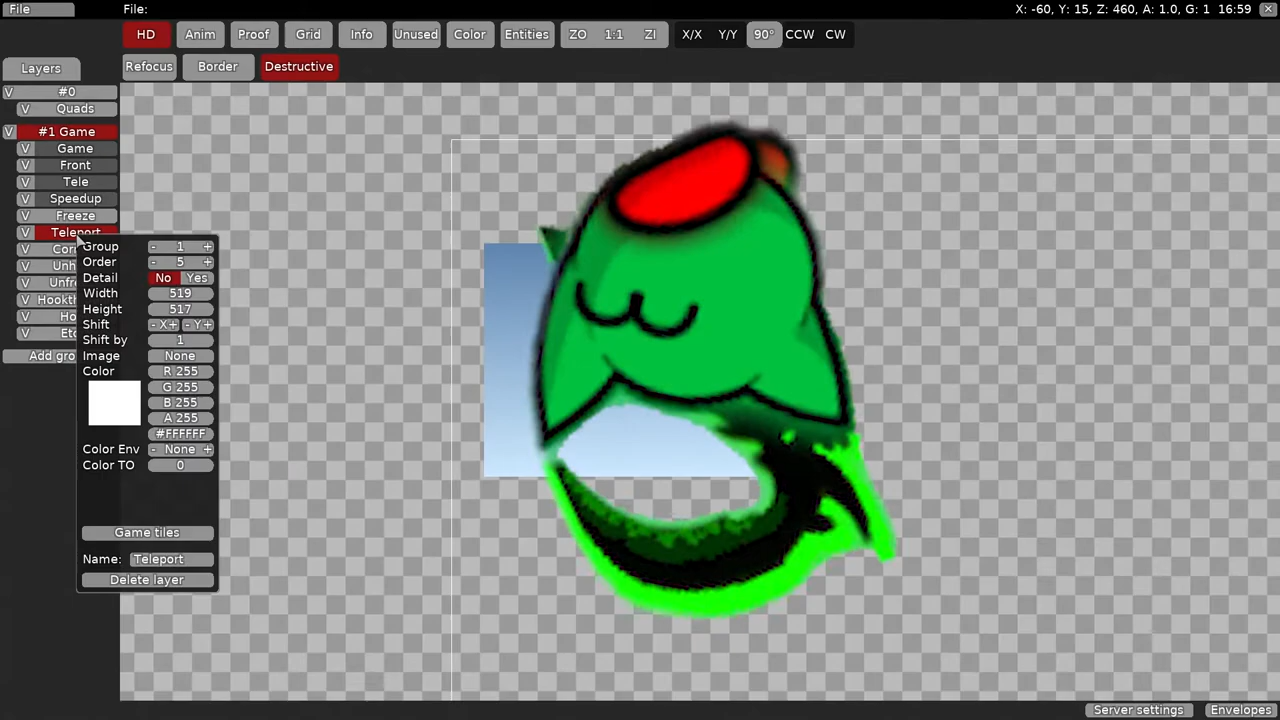 File File: X: -60, Y: 15, Z: 460, A: 1.0, G: 1 16:59 ✕
HD Anim Proof Grid Info Unused Color Entities ZO 1:1 ZI X/X Y/Y 90° CCW CW
Layers Refocus Border Destructive
V #0
V Quads
V #1 Game
V Game
V Front
V Tele
V Speedup
V Freeze
V Teleport
V
V
V
V
V
Add gro
Group - 1 +
Order - 5 +
Detail No Yes
Width 519
Height 517
Shift - X+ - Y+
Shift by 1
Image None
Color R 255
G 255
B 255
A 255
#FFFFFF
Color Env - None +
Color TO 0
Game tiles
Name: Teleport
Delete layer
Server settings Envelopes